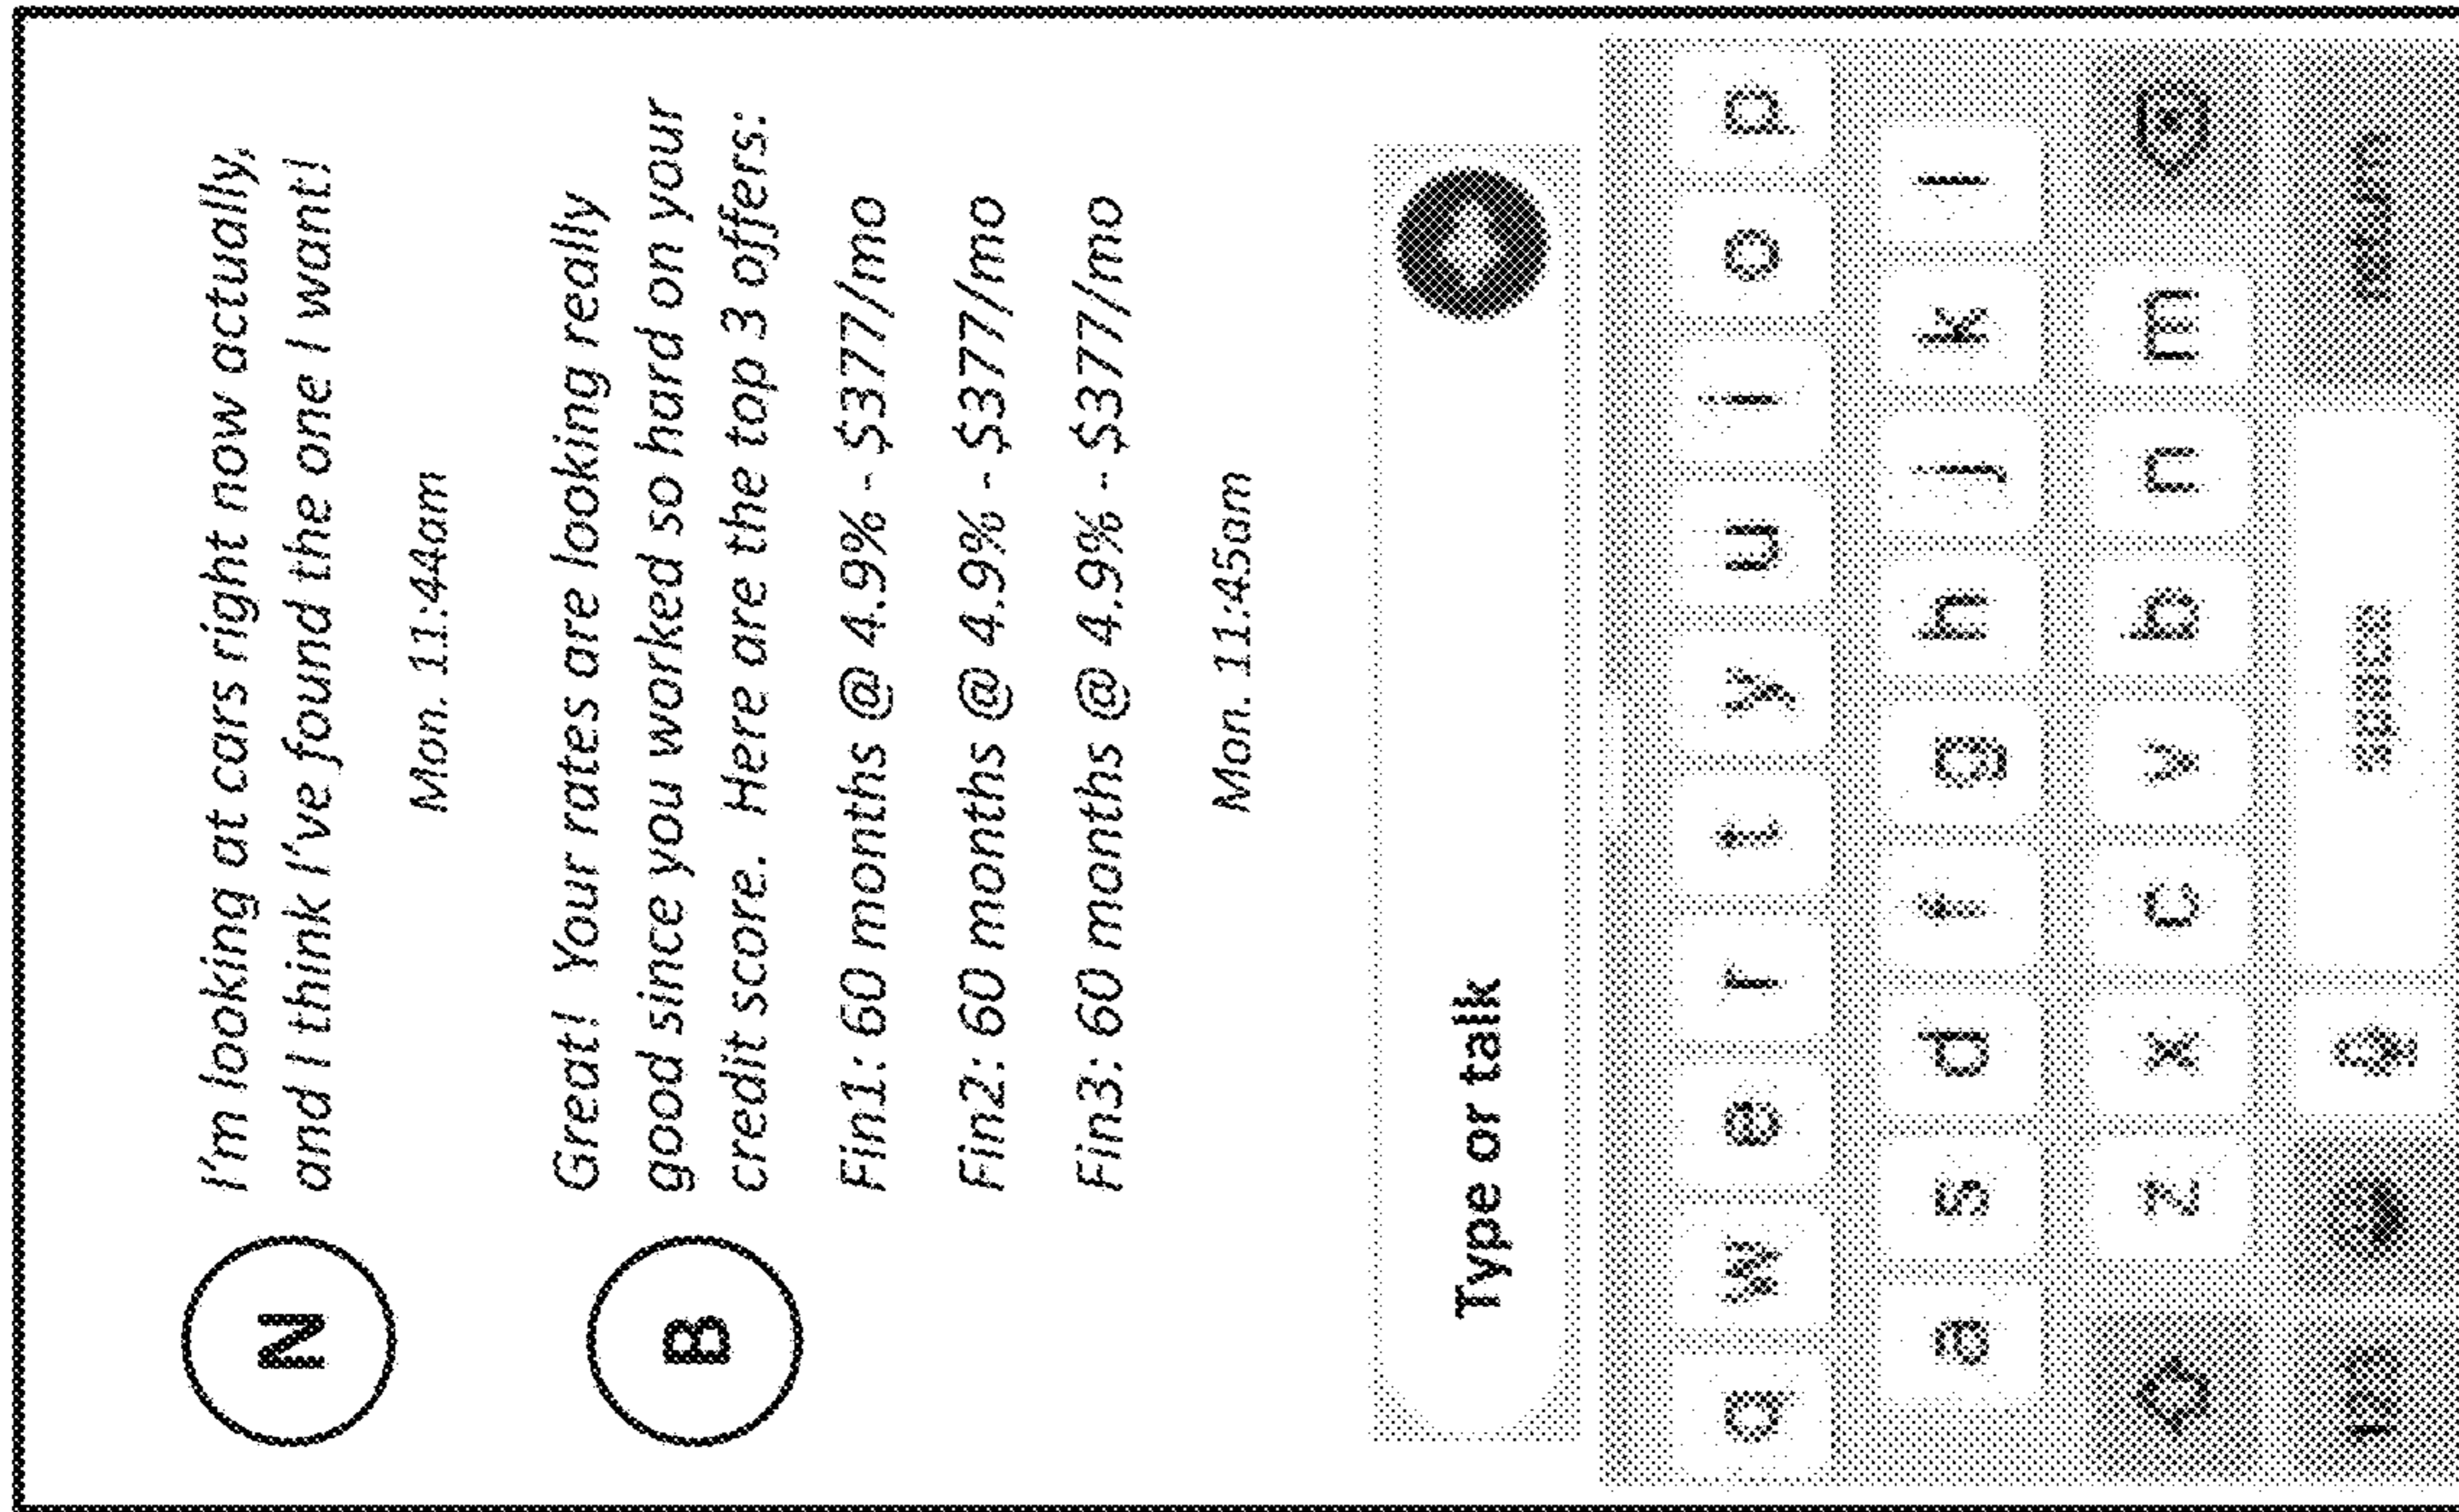 N
I'm looking at cars right now actually,
and I think I've found the one I want!
Mon. 11:44am
B
Great! Your rates are looking really
good since you worked so hard on your
credit score. Here are the top 3 offers:
Fin1: 60 months @ 4.9% - $377/mo
Fin2: 60 months @ 4.9% - $377/mo
Fin3: 60 months @ 4.9% - $377/mo
Mon. 11:45am
Type or talk
q w e r t y u i o p
a s d f g h j k l
z x c v b n m
space return